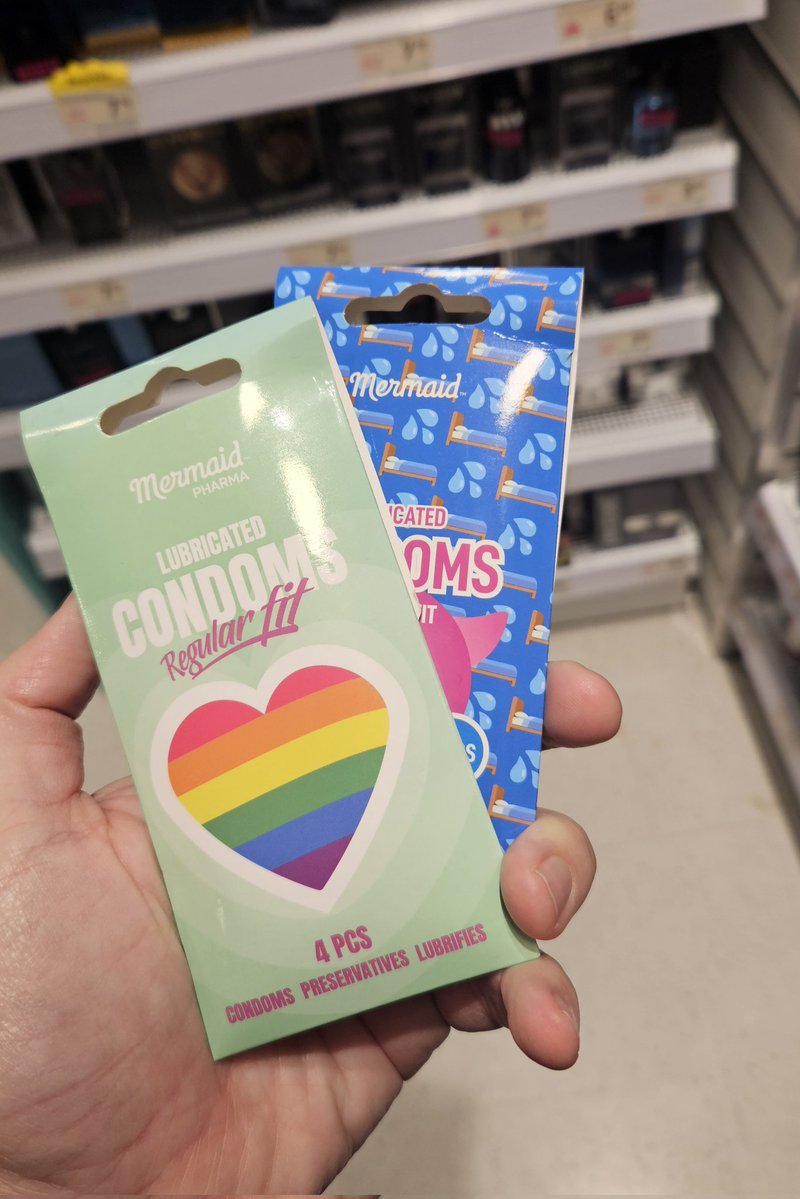 Mermaid
PHARMA
LUBRICATED
CONDOMS
Regular fit
4 PCS
CONDOMS PRESERVATIVES LUBRIFIES
Mermaid
ICATED
OMS